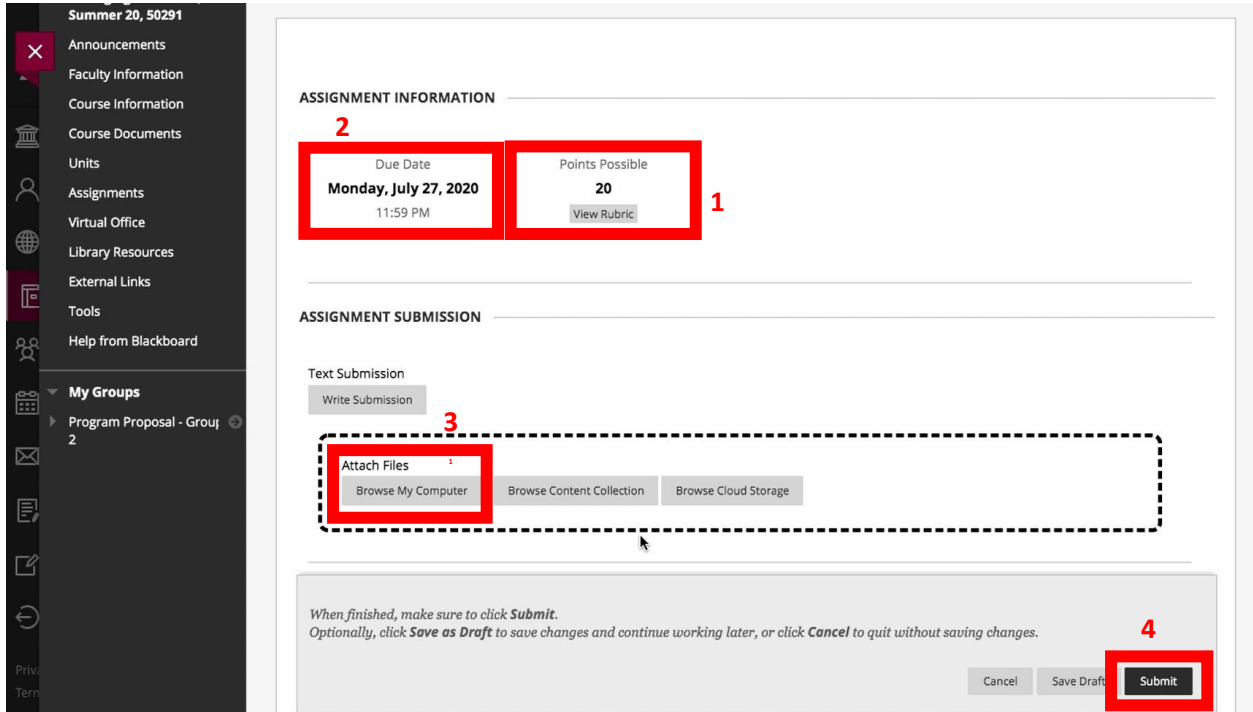 Summer 20, 50291
Announcements
Faculty Information
Course Information
Course Documents
Units
Assignments
Virtual Office
Library Resources
External Links
Tools
Help from Blackboard
My Groups
Program Proposal - Grou
2
ASSIGNMENT INFORMATION
2
Due Date
Monday, July 27, 2020
11:59 PM
Points Possible
20
View Rubric
1
ASSIGNMENT SUBMISSION
Text Submission
Write Submission
3
Attach Files 1
Browse My Computer Browse Content Collection Browse Cloud Storage
When finished, make sure to click Submit.
Optionally, click Save as Draft to save changes and continue working later, or click Cancel to quit without saving changes.
4
Cancel Save Draft Submit
Priva
Term